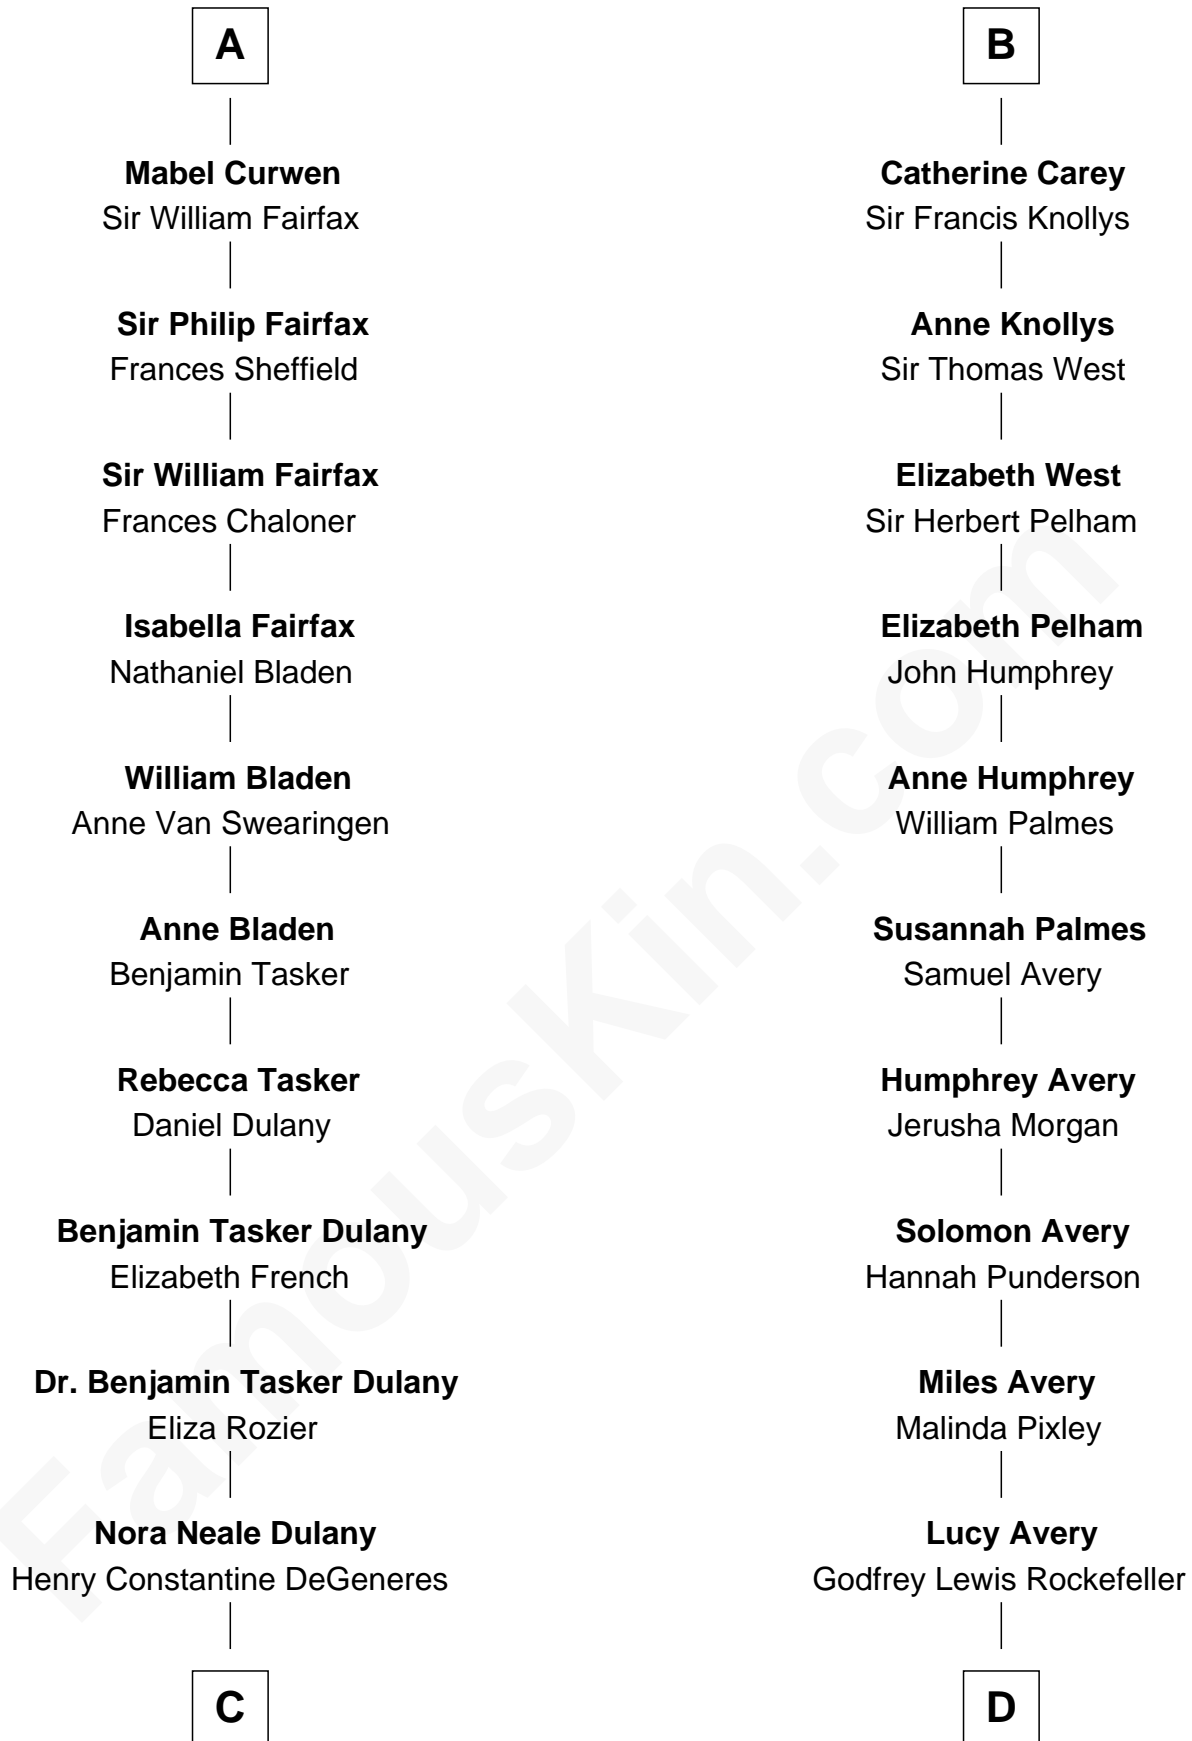 A
Mabel Curwen
Sir William Fairfax
Sir Philip Fairfax
Frances Sheffield
Sir William Fairfax
Frances Chaloner
Isabella Fairfax
Nathaniel Bladen
William Bladen
Anne Van Swearingen
Anne Bladen
Benjamin Tasker
Rebecca Tasker
Daniel Dulany
Benjamin Tasker Dulany
Elizabeth French
Dr. Benjamin Tasker Dulany
Eliza Rozier
Nora Neale Dulany
Henry Constantine DeGeneres
C
B
Catherine Carey
Sir Francis Knollys
Anne Knollys
Sir Thomas West
Elizabeth West
Sir Herbert Pelham
Elizabeth Pelham
John Humphrey
Anne Humphrey
William Palmes
Susannah Palmes
Samuel Avery
Humphrey Avery
Jerusha Morgan
Solomon Avery
Hannah Punderson
Miles Avery
Malinda Pixley
Lucy Avery
Godfrey Lewis Rockefeller
D
FamousKin.com